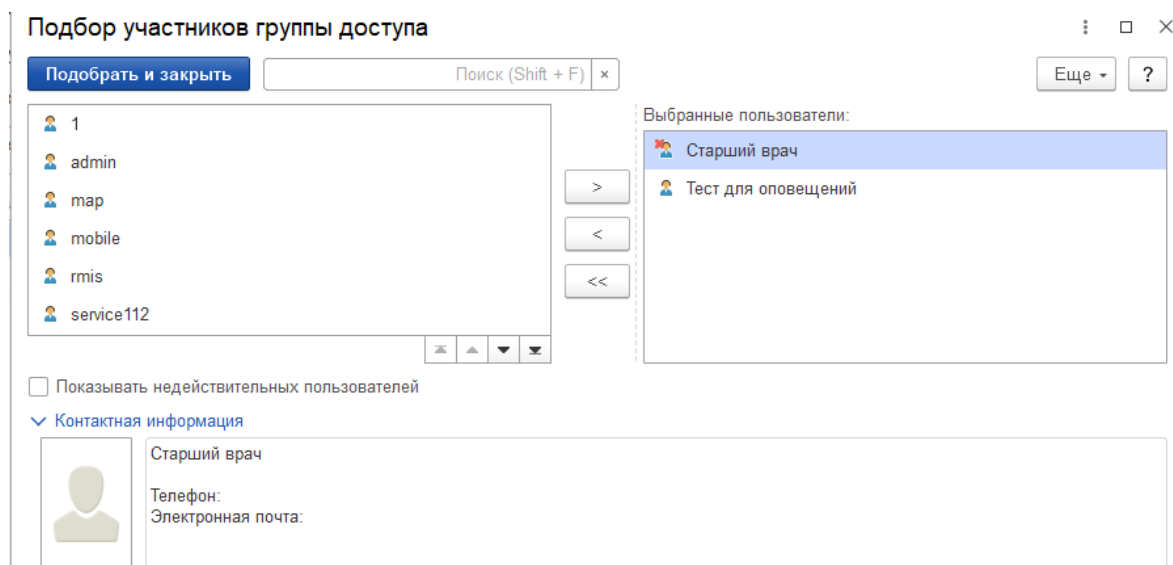 Подбор участников группы доступа
Подобрать и закрыть
Поиск (Shift + F) ×
Еще
?
1
admin
map
mobile
rmis
service112
>
<
<<
Выбранные пользователи:
Старший врач
Тест для оповещений
Показывать недействительных пользователей
Контактная информация
Старший врач
Телефон:
Электронная почта: